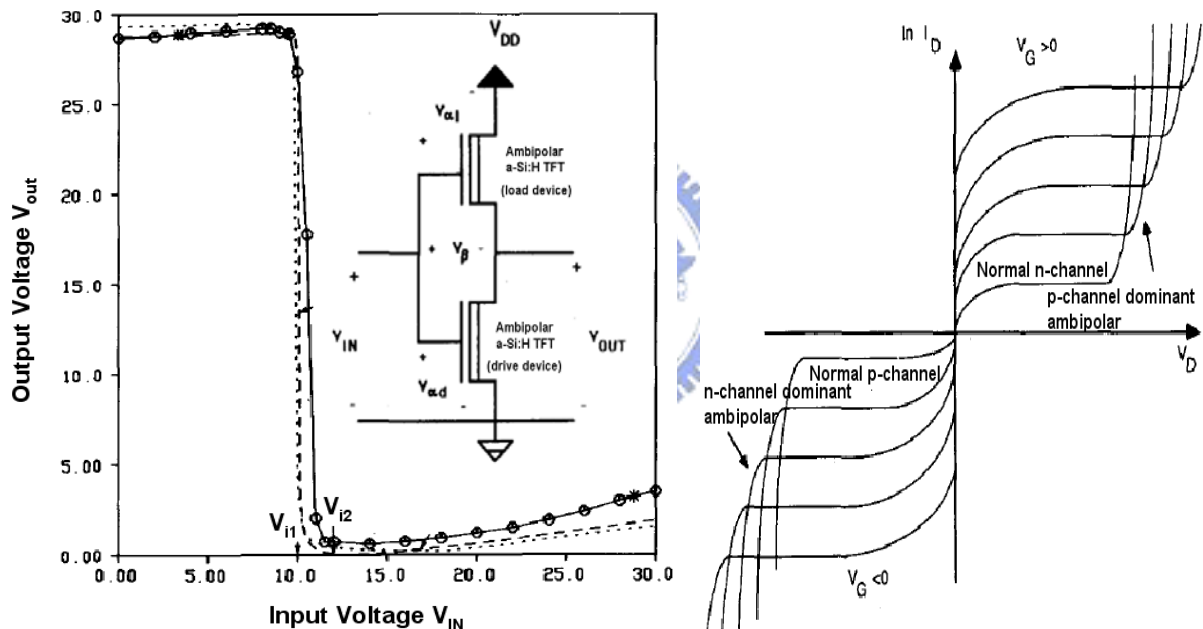 30.0
25.0
20.0
15.0
10.0
5.00
0.00
Output Voltage Vout
0.00
5.00
10.0
15.0
20.0
25.0
30.0
Input Voltage VIN
Vi1
Vi2
VDD
Vαl
+
Ambipolar
a-Si:H TFT
(load device)
+
Vβ
+
-
+
VIN
Ambipolar
a-Si:H TFT
(drive device)
VOUT
+
Vαd
ln ID
VG >0
Normal n-channel
p-channel dominant
ambipolar
VD
Normal p-channel
n-channel dominant
ambipolar
VG <0